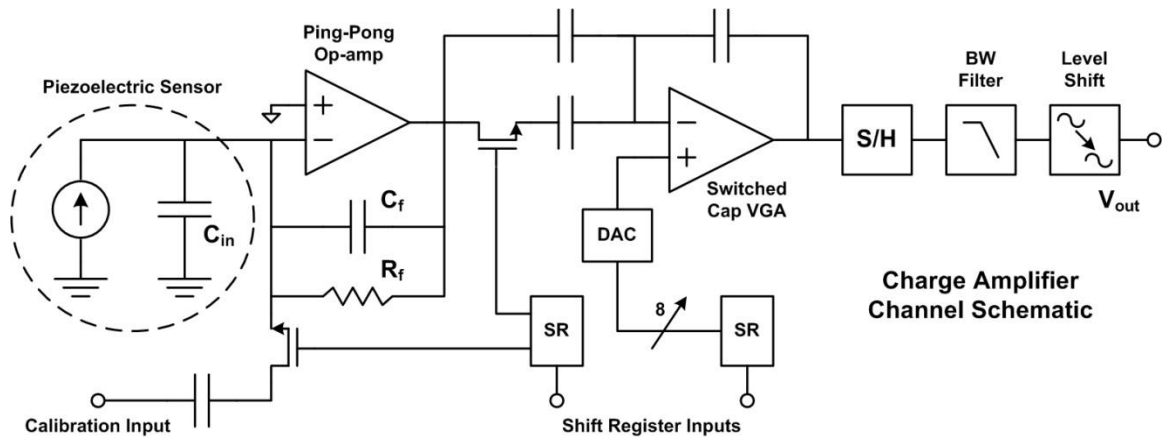 Ping-Pong
Op-amp
Piezoelectric Sensor
+
−
C_in
C_f
R_f
−
+
Switched
Cap VGA
DAC
8
SR
SR
S/H
BW
Filter
Level
Shift
V_out
Charge Amplifier
Channel Schematic
Calibration Input
Shift Register Inputs